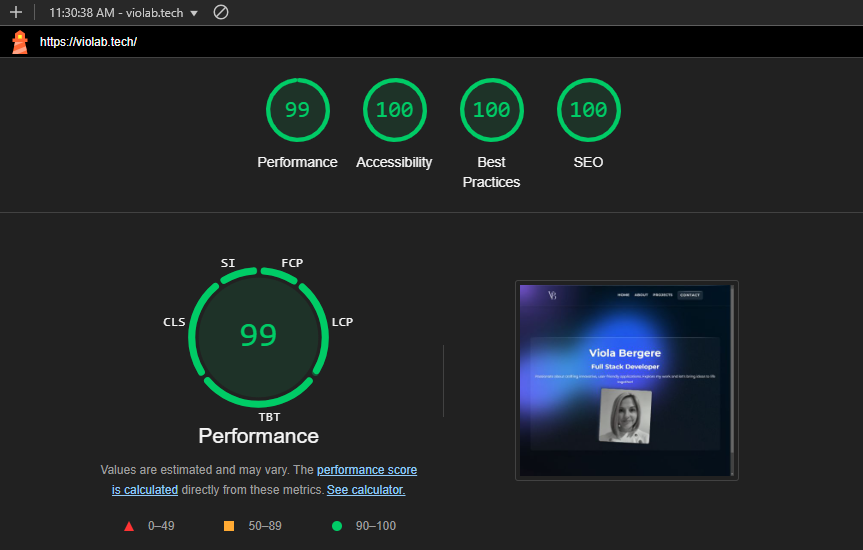 11:30:38 AM - violab.tech
https://violab.tech/
99
100
100
100
Performance
Accessibility
Best
Practices
SEO
SI
FCP
CLS
LCP
99
TBT
Performance
Values are estimated and may vary. The performance score
is calculated directly from these metrics. See calculator.
0–49
50–89
90–100
VB
HOME ABOUT PROJECTS CONTACT
Viola Bergere
Full Stack Developer